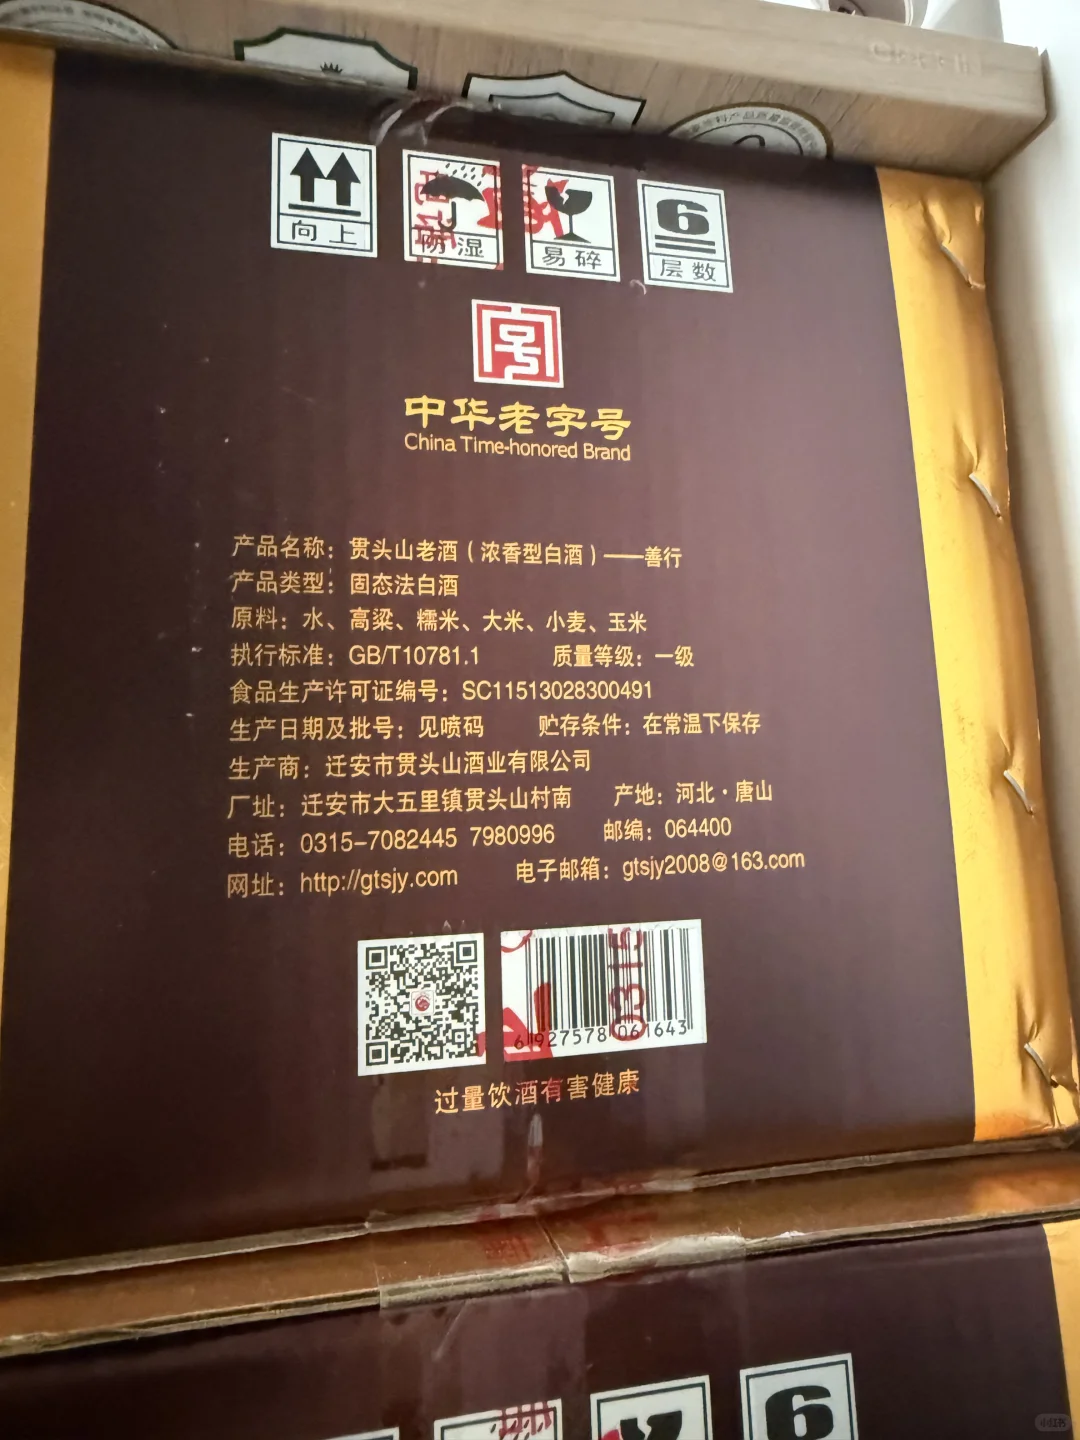 向上
防湿
易碎
6
层数
中华老字号
China Time-honored Brand
产品名称：贯头山老酒（浓香型白酒）——善行
产品类型：固态法白酒
原料：水、高粱、糯米、大米、小麦、玉米
执行标准：GB/T10781.1 质量等级：一级
食品生产许可证编号：SC11513028300491
生产日期及批号：见喷码 贮存条件：在常温下保存
生产商：迁安市贯头山酒业有限公司
厂址：迁安市大五里镇贯头山村南 产地：河北·唐山
电话：0315-7082445 7980996 邮编：064400
网址：http://gtsjy.com 电子邮箱：gtsjy2008@163.com
0315
6 927578 061643
过量饮酒有害健康
6
小红书